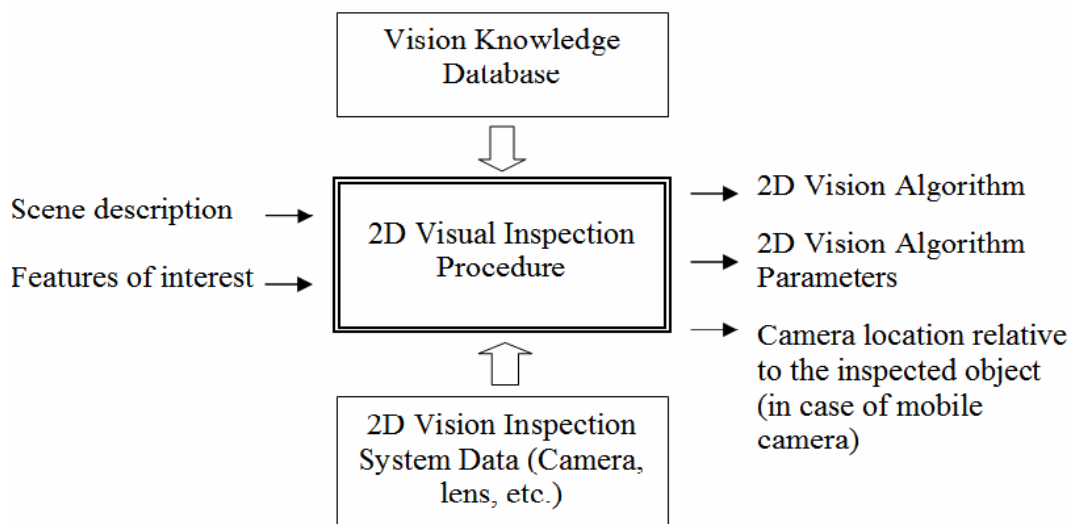 Vision Knowledge
Database
Scene description
Features of interest
2D Visual Inspection
Procedure
2D Vision Algorithm
2D Vision Algorithm
Parameters
Camera location relative
to the inspected object
(in case of mobile
camera)
2D Vision Inspection
System Data (Camera,
lens, etc.)